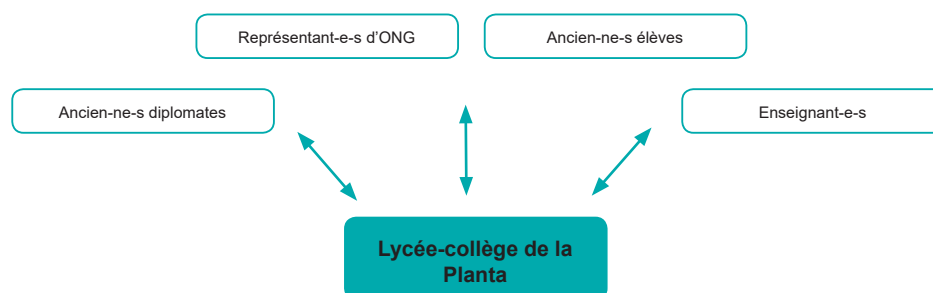 Représentant-e-s d'ONG
Ancien-ne-s élèves
Ancien-ne-s diplomates
Enseignant-e-s
Lycée-collège de la
Planta